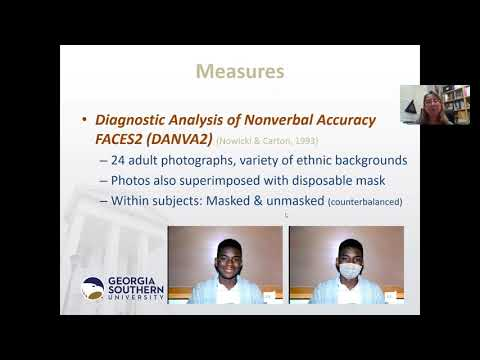 Measures
• Diagnostic Analysis of Nonverbal Accuracy
FACES2 (DANVA2) (Nowicki & Carton, 1993)
– 24 adult photographs, variety of ethnic backgrounds
– Photos also superimposed with disposable mask
– Within subjects: Masked & unmasked (counterbalanced)
GEORGIA
SOUTHERN
UNIVERSITY